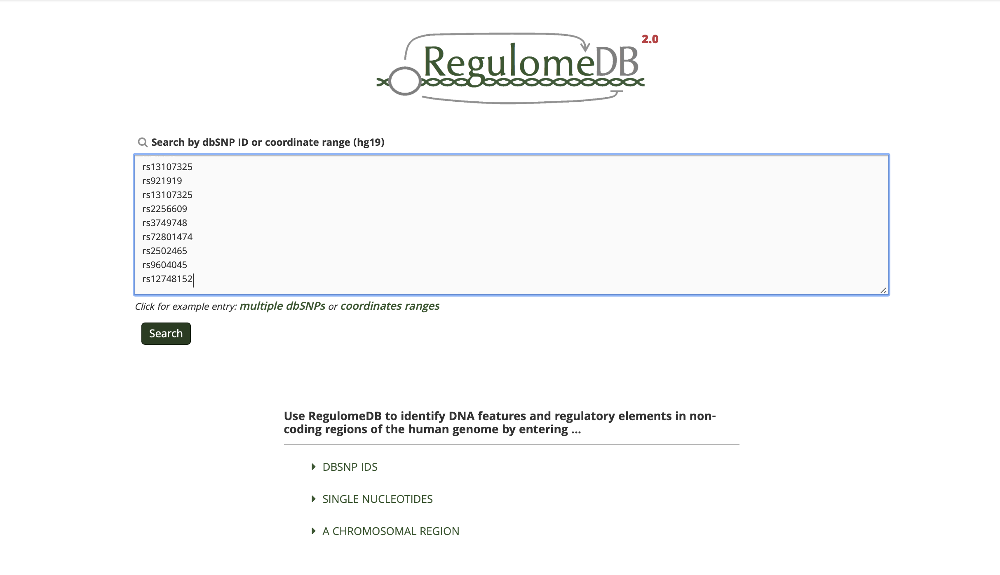 RegulomeDB 2.0
Search by dbSNP ID or coordinate range (hg19)
rs13107325
rs921919
rs13107325
rs2256609
rs3749748
rs72801474
rs2502465
rs9604045
rs12748152
Click for example entry: multiple dbSNPs or coordinates ranges
Search
Use RegulomeDB to identify DNA features and regulatory elements in non-
coding regions of the human genome by entering ...
DBSNP IDS
SINGLE NUCLEOTIDES
A CHROMOSOMAL REGION